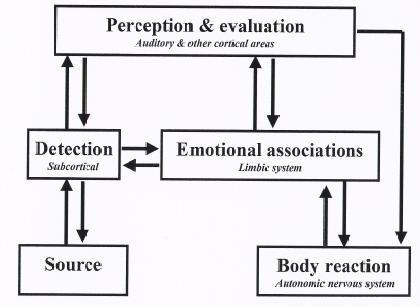 Perception & evaluation
Auditory & other cortical areas
Detection
Subcortical
Emotional associations
Limbic system
Source
Body reaction
Autonomic nervous system